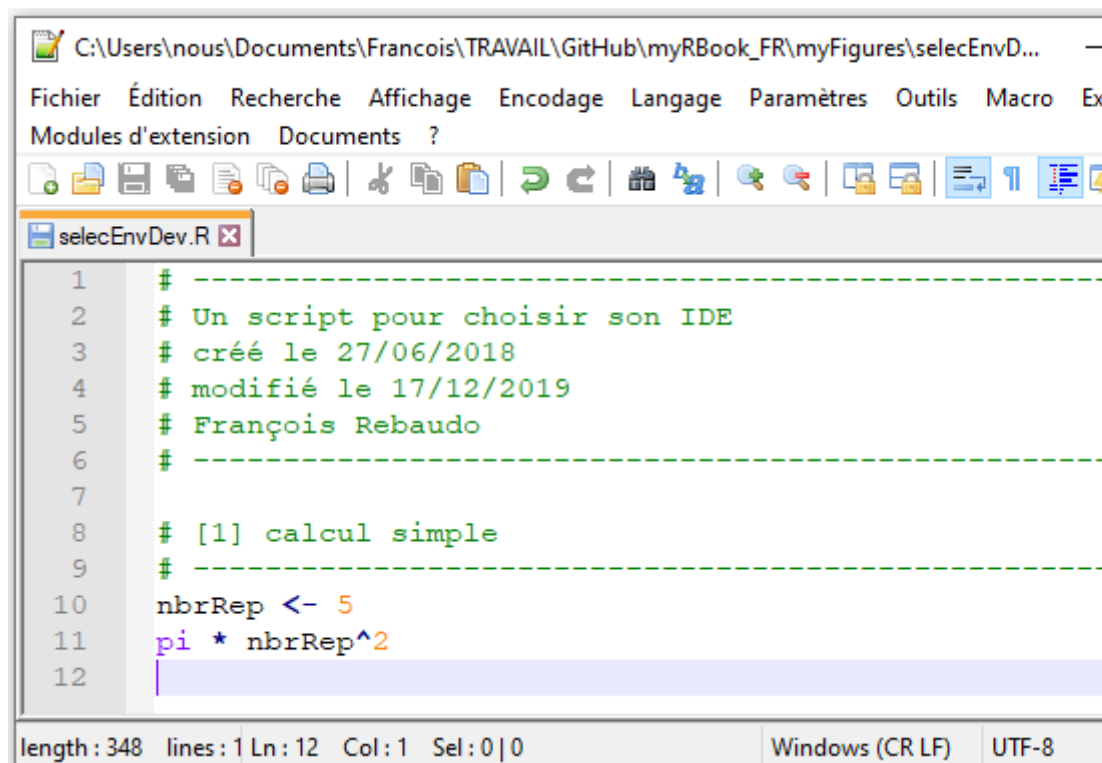 C:\Users\nous\Documents\Francois\TRAVAIL\GitHub\myRBook_FR\myFigures\selecEnvD...
Fichier Édition Recherche Affichage Encodage Langage Paramètres Outils Macro Ex
Modules d'extension Documents ?
selecEnvDev.R
1 # --------------------------------------------------
2 # Un script pour choisir son IDE
3 # créé le 27/06/2018
4 # modifié le 17/12/2019
5 # François Rebaudo
6 # --------------------------------------------------
7
8 # [1] calcul simple
9 # --------------------------------------------------
10 nbrRep <- 5
11 pi * nbrRep^2
12
length : 348 lines : 1 Ln : 12 Col : 1 Sel : 0 | 0 Windows (CR LF) UTF-8